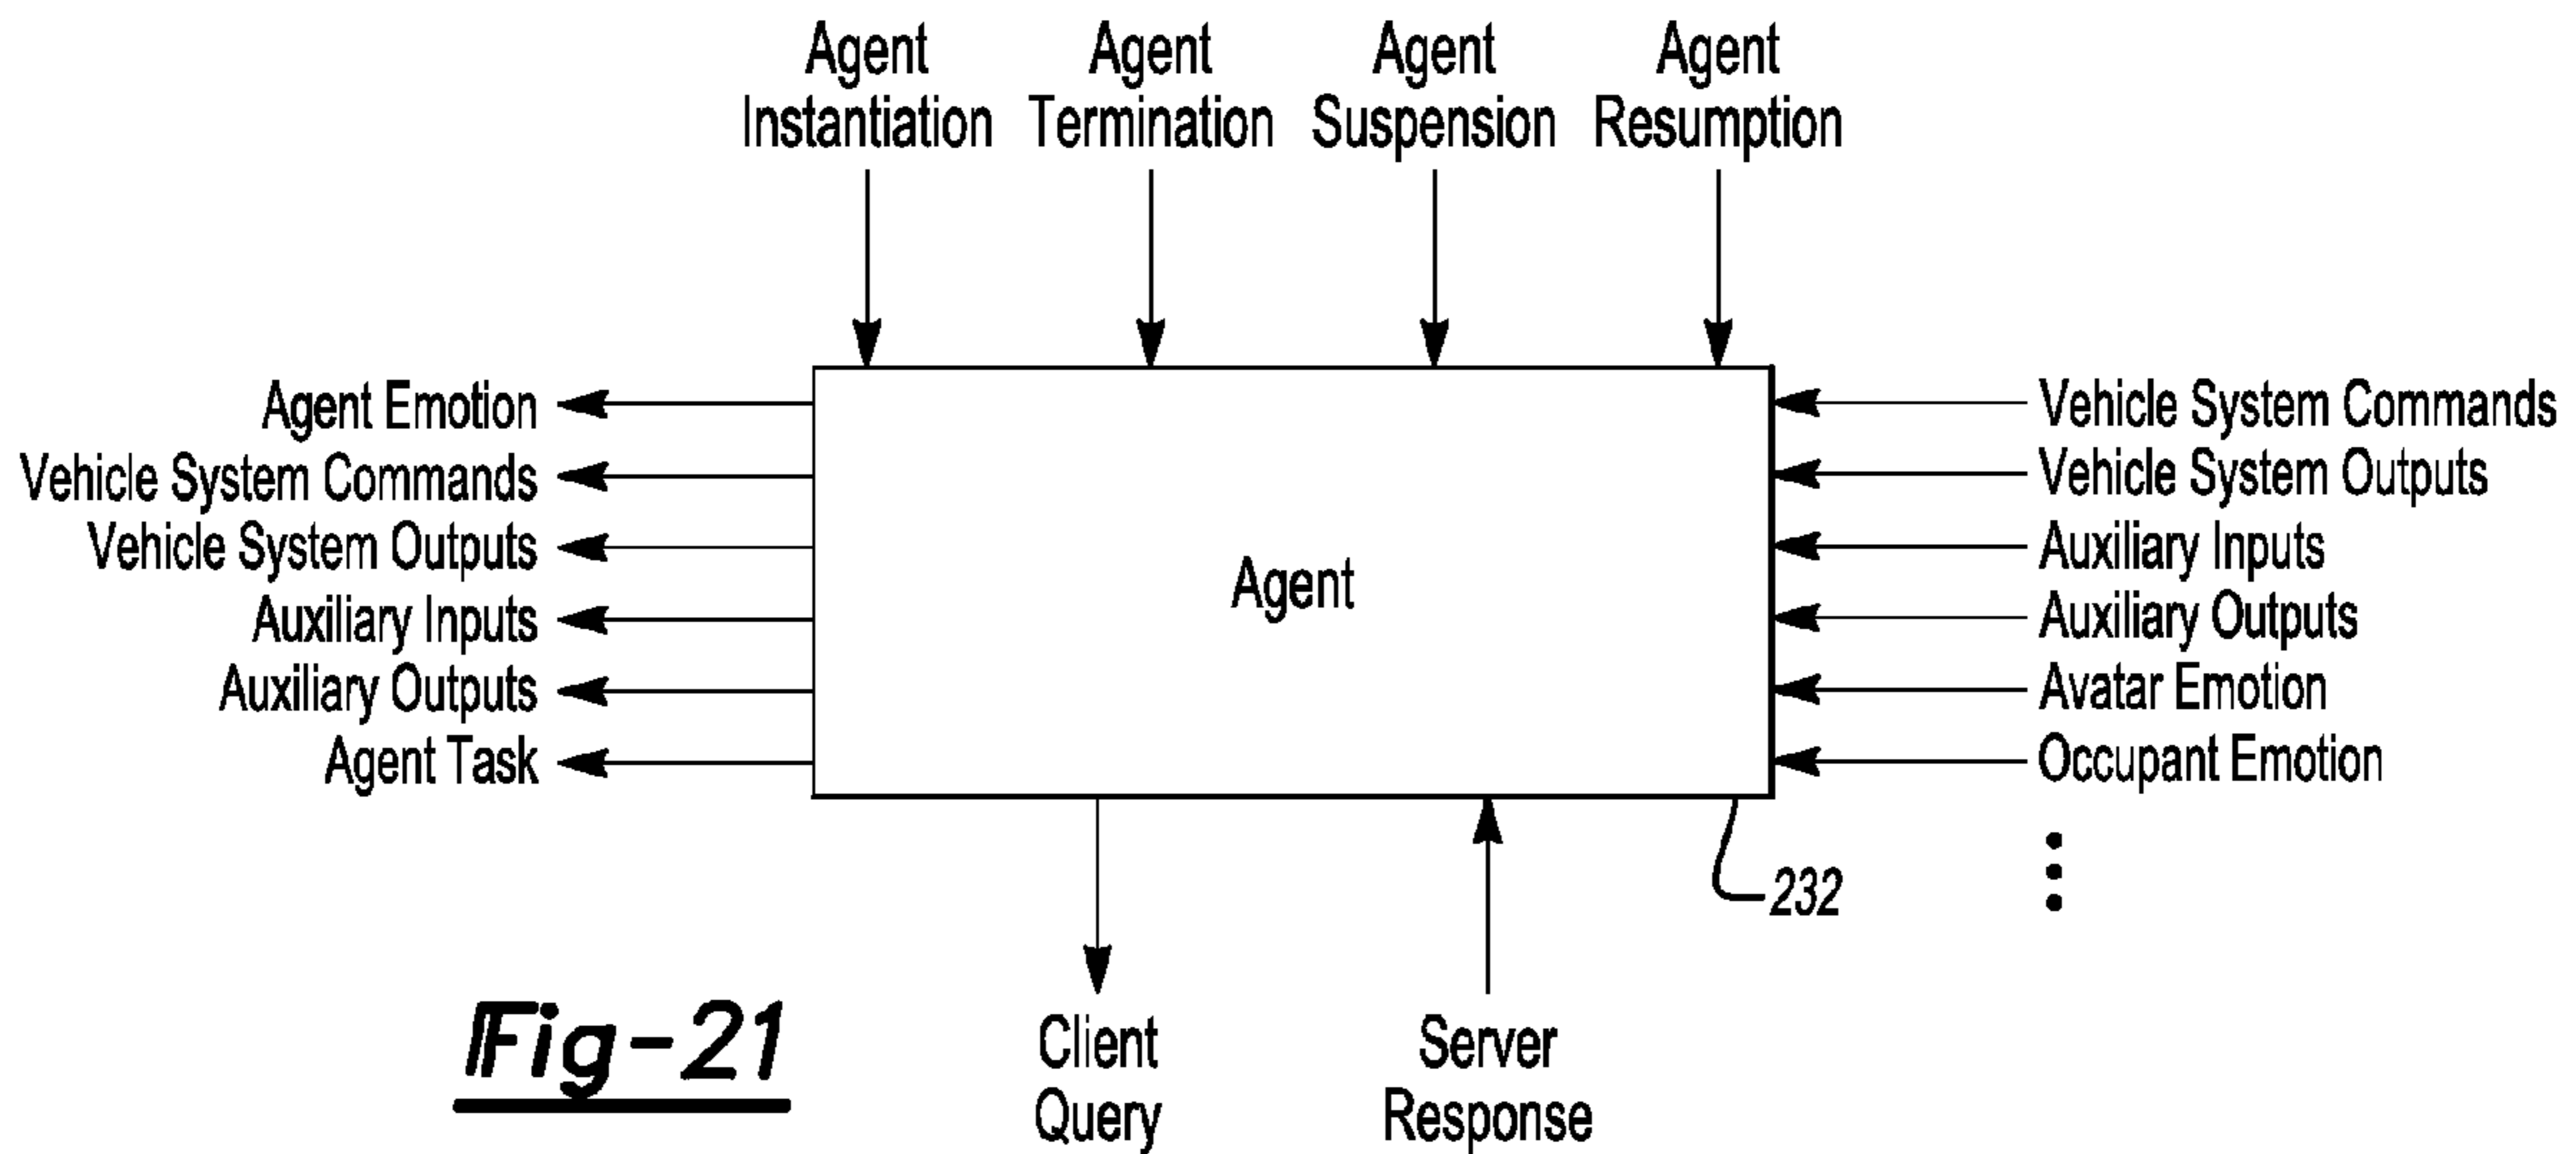 Agent
Instantiation
Agent
Termination
Agent
Suspension
Agent
Resumption
Agent Emotion
Vehicle System Commands
Vehicle System Outputs
Auxiliary Inputs
Auxiliary Outputs
Agent Task
Agent
Vehicle System Commands
Vehicle System Outputs
Auxiliary Inputs
Auxiliary Outputs
Avatar Emotion
Occupant Emotion
232
Client
Query
Server
Response
Fig-21